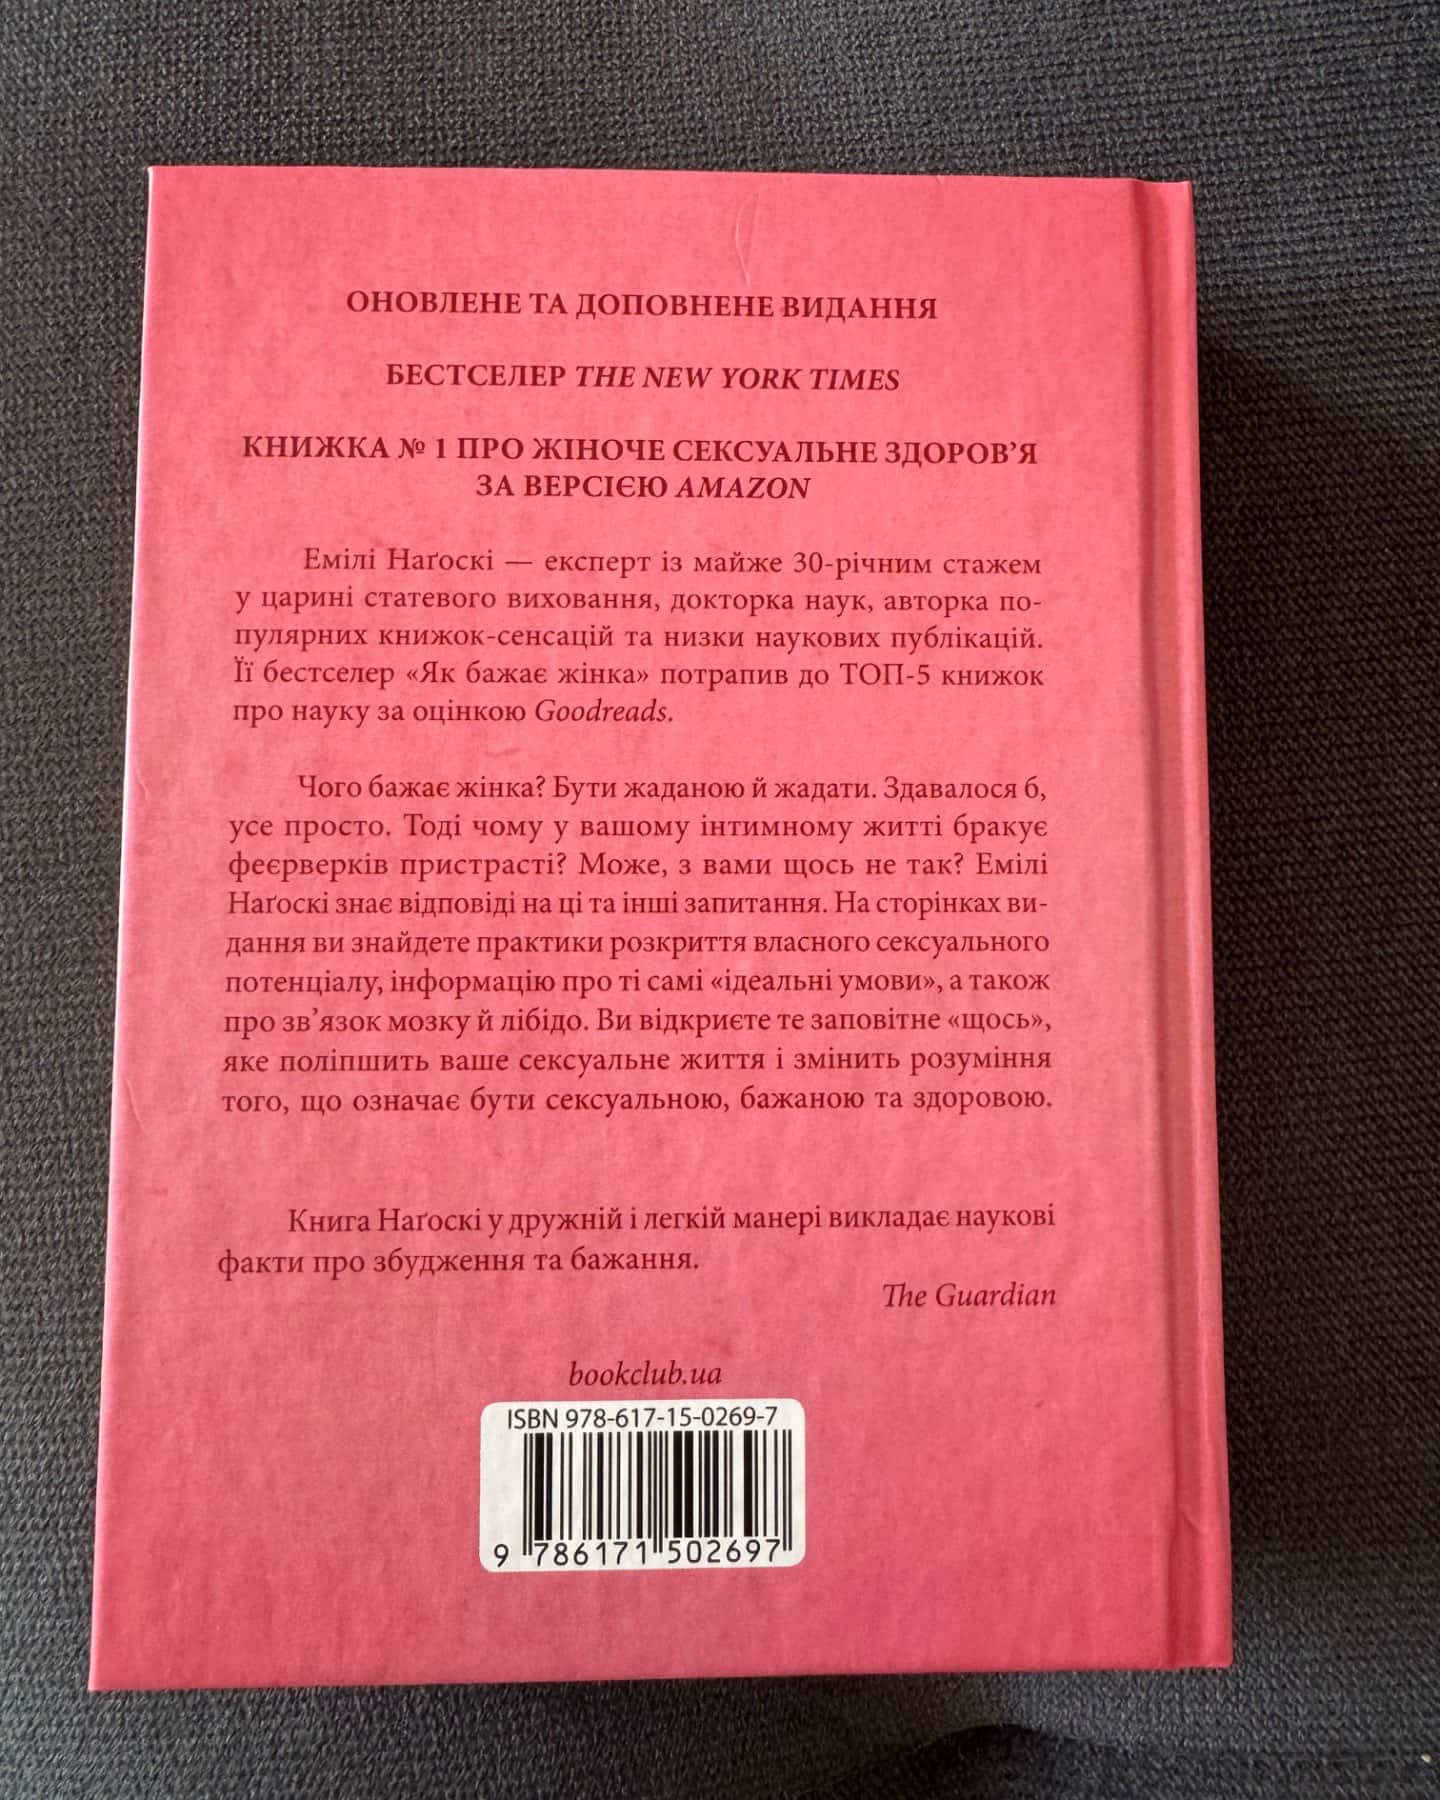 ОНОВЛЕНЕ ТА ДОПОВНЕНЕ ВИДАННЯ
БЕСТСЕЛЕР THE NEW YORK TIMES
КНИЖКА № 1 ПРО ЖІНОЧЕ СЕКСУАЛЬНЕ ЗДОРОВ’Я
ЗА ВЕРСІЄЮ AMAZON
Емілі Наґоскі — експерт із майже 30-річним стажем
у царині статевого виховання, докторка наук, авторка по-
пулярних книжок-сенсацій та низки наукових публікацій.
Її бестселер «Як бажає жінка» потрапив до ТОП-5 книжок
про науку за оцінкою Goodreads.
Чого бажає жінка? Бути жаданою й жадати. Здавалося б,
усе просто. Тоді чому у вашому інтимному житті бракує
феєрверків пристрасті? Може, з вами щось не так? Емілі
Наґоскі знає відповіді на ці та інші запитання. На сторінках ви-
дання ви знайдете практики розкриття власного сексуального
потенціалу, інформацію про ті самі «ідеальні умови», а також
про зв’язок мозку й лібідо. Ви відкриєте те заповітне «щось»,
яке поліпшить ваше сексуальне життя і змінить розуміння
того, що означає бути сексуальною, бажаною та здоровою.
Книга Наґоскі у дружній і легкій манері викладає наукові
факти про збудження та бажання.
The Guardian
bookclub.ua
ISBN 978-617-15-0269-7
9 786171 502697